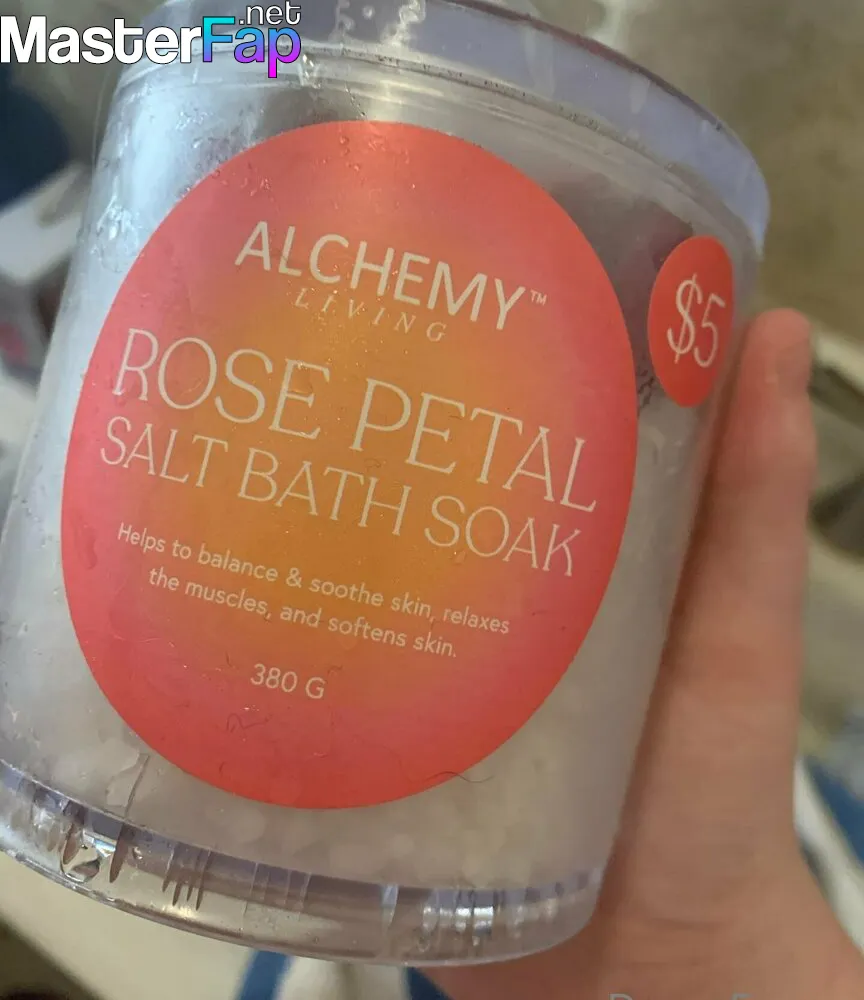 MasterFap.net
ALCHEMY™
LIVING
$5
ROSE PETAL
SALT BATH SOAK
Helps to balance & soothe skin, relaxes
the muscles, and softens skin.
380 G